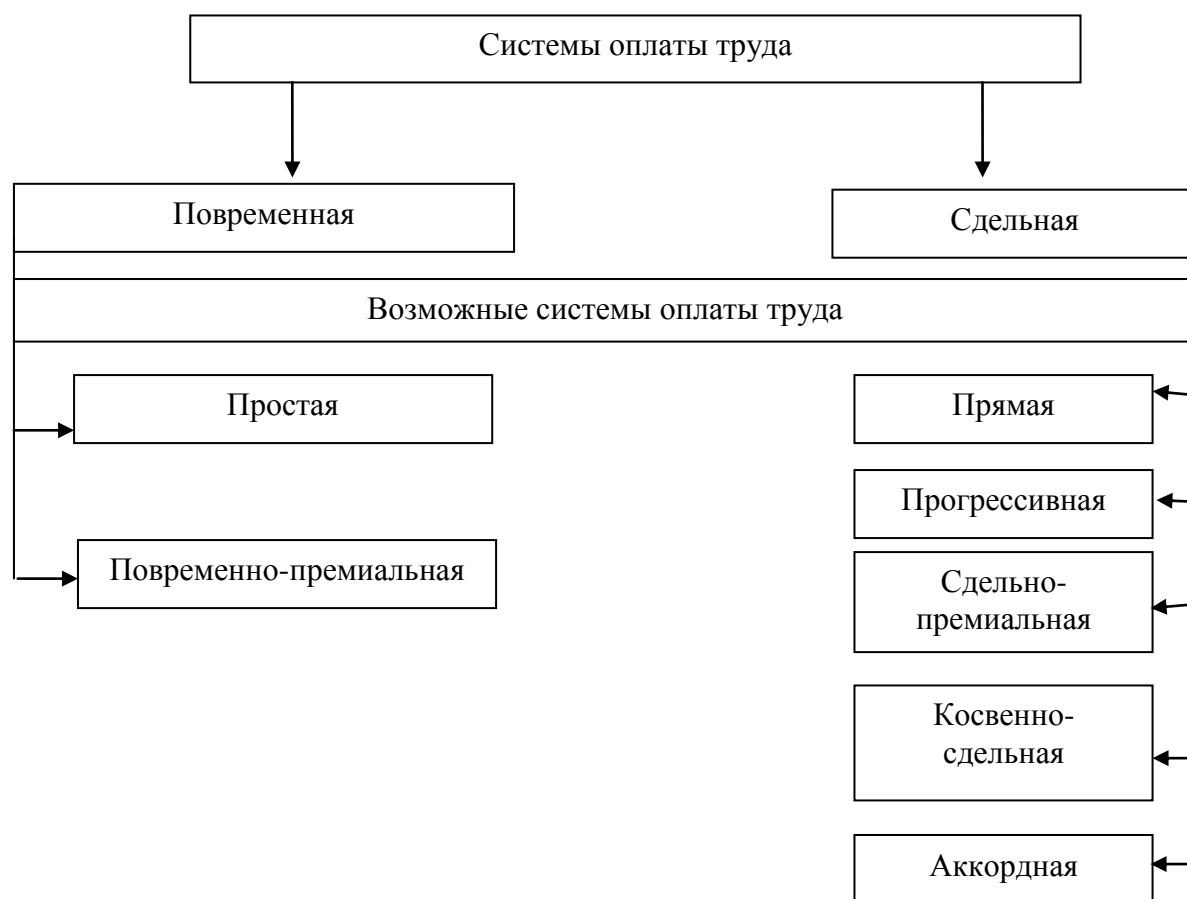 Системы оплаты труда
Повременная
Сдельная
Возможные системы оплаты труда
Простая
Прямая
Прогрессивная
Повременно-премиальная
Сдельно-
премиальная
Косвенно-
сдельная
Аккордная